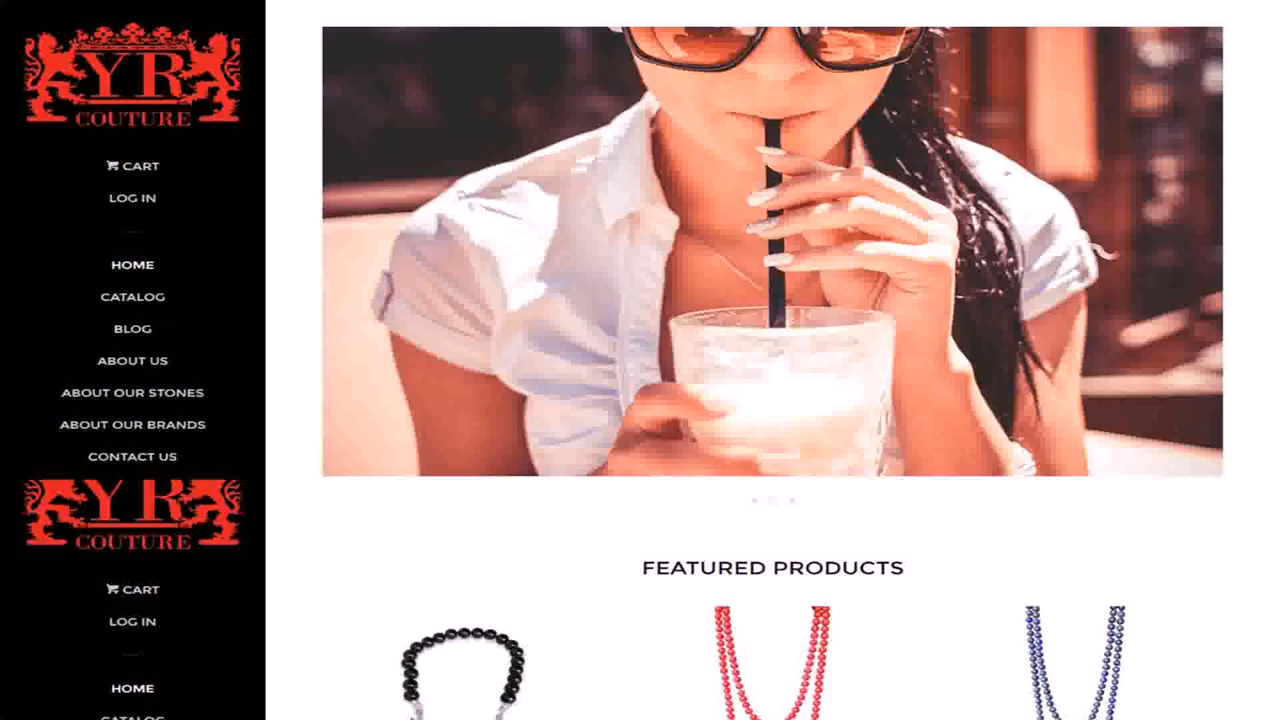 YR
COUTURE
CART
LOG IN
HOME
CATALOG
BLOG
ABOUT US
ABOUT OUR STONES
ABOUT OUR BRANDS
CONTACT US
YR
COUTURE
CART
LOG IN
HOME
CATALOG
FEATURED PRODUCTS